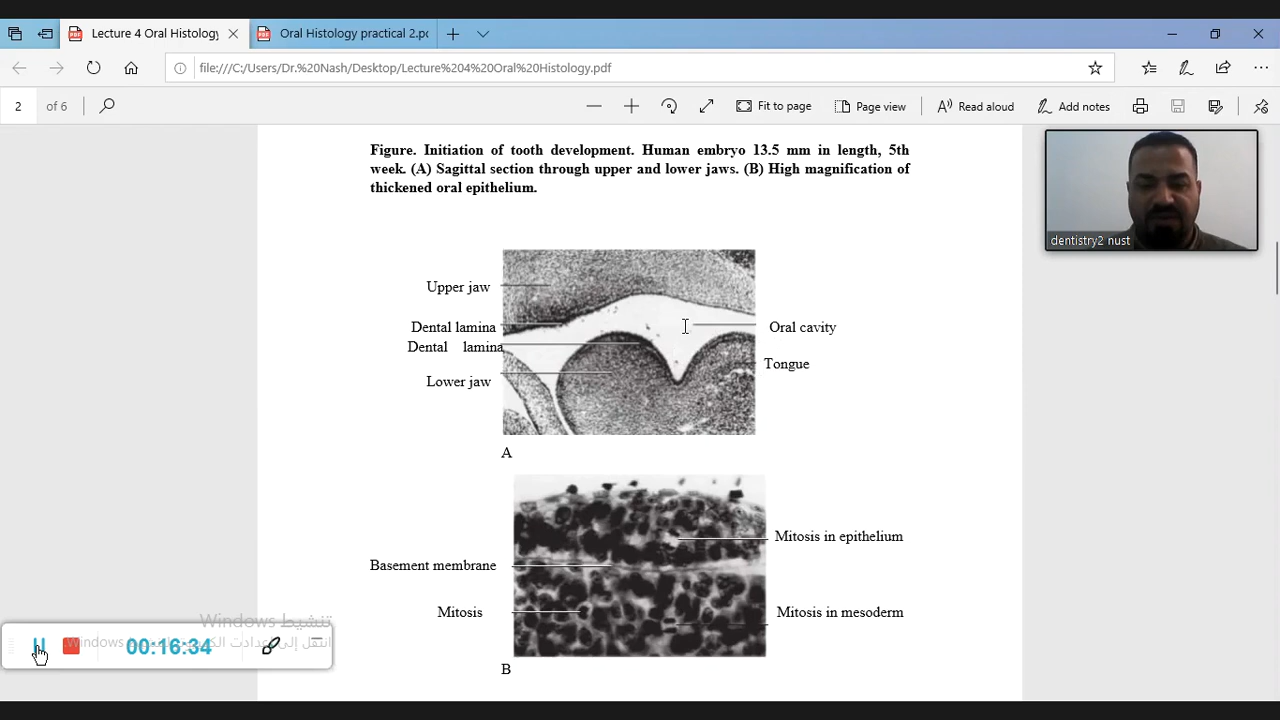 Lecture 4 Oral Histology
Oral Histology practical 2.pc
file:///C:/Users/Dr.%20Nash/Desktop/Lecture%204%20Oral%20Histology.pdf
2 of 6
Fit to page
Page view
Read aloud
Add notes
Figure. Initiation of tooth development. Human embryo 13.5 mm in length, 5th
week. (A) Sagittal section through upper and lower jaws. (B) High magnification of
thickened oral epithelium.
dentistry2 nust
Upper jaw
Dental lamina
Oral cavity
Dental lamina
Tongue
Lower jaw
A
Mitosis in epithelium
Basement membrane
Mitosis
Mitosis in mesoderm
B
تنشيط Windows
Windows
00:16:34